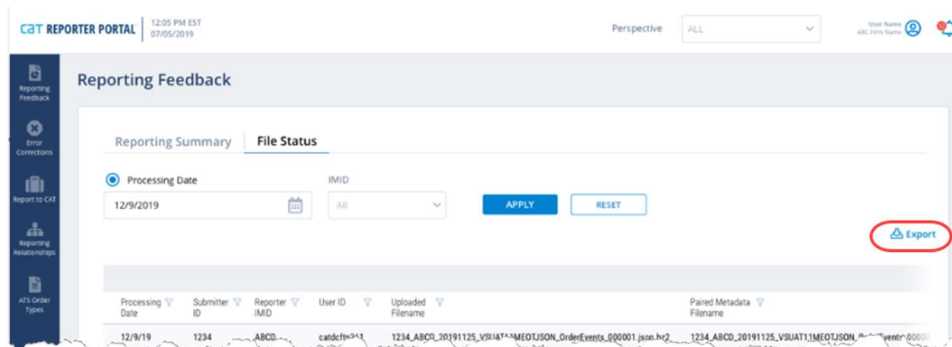 CAT REPORTER PORTAL
12:05 PM EST
07/05/2019
Perspective
ALL
User Name
ABC Firm Name
Reporting Feedback
Error Corrections
Report to CAT
Reporting Relationships
ATS Order Types
Reporting Feedback
Reporting Summary File Status
Processing Date IMID
12/9/2019 All APPLY RESET
Export
Processing Date Submitter ID Reporter IMID User ID Uploaded Filename Paired Metadata Filename
12/9/19 1234 ABCD